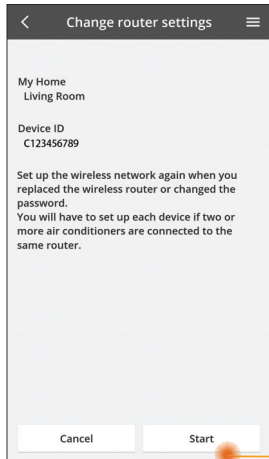 Change router settings
My Home
Living Room
Device ID
C123456789
Set up the wireless network again when you
replaced the wireless router or changed the
password.
You will have to set up each device if two or
more air conditioners are connected to the
same router.
Cancel
Start